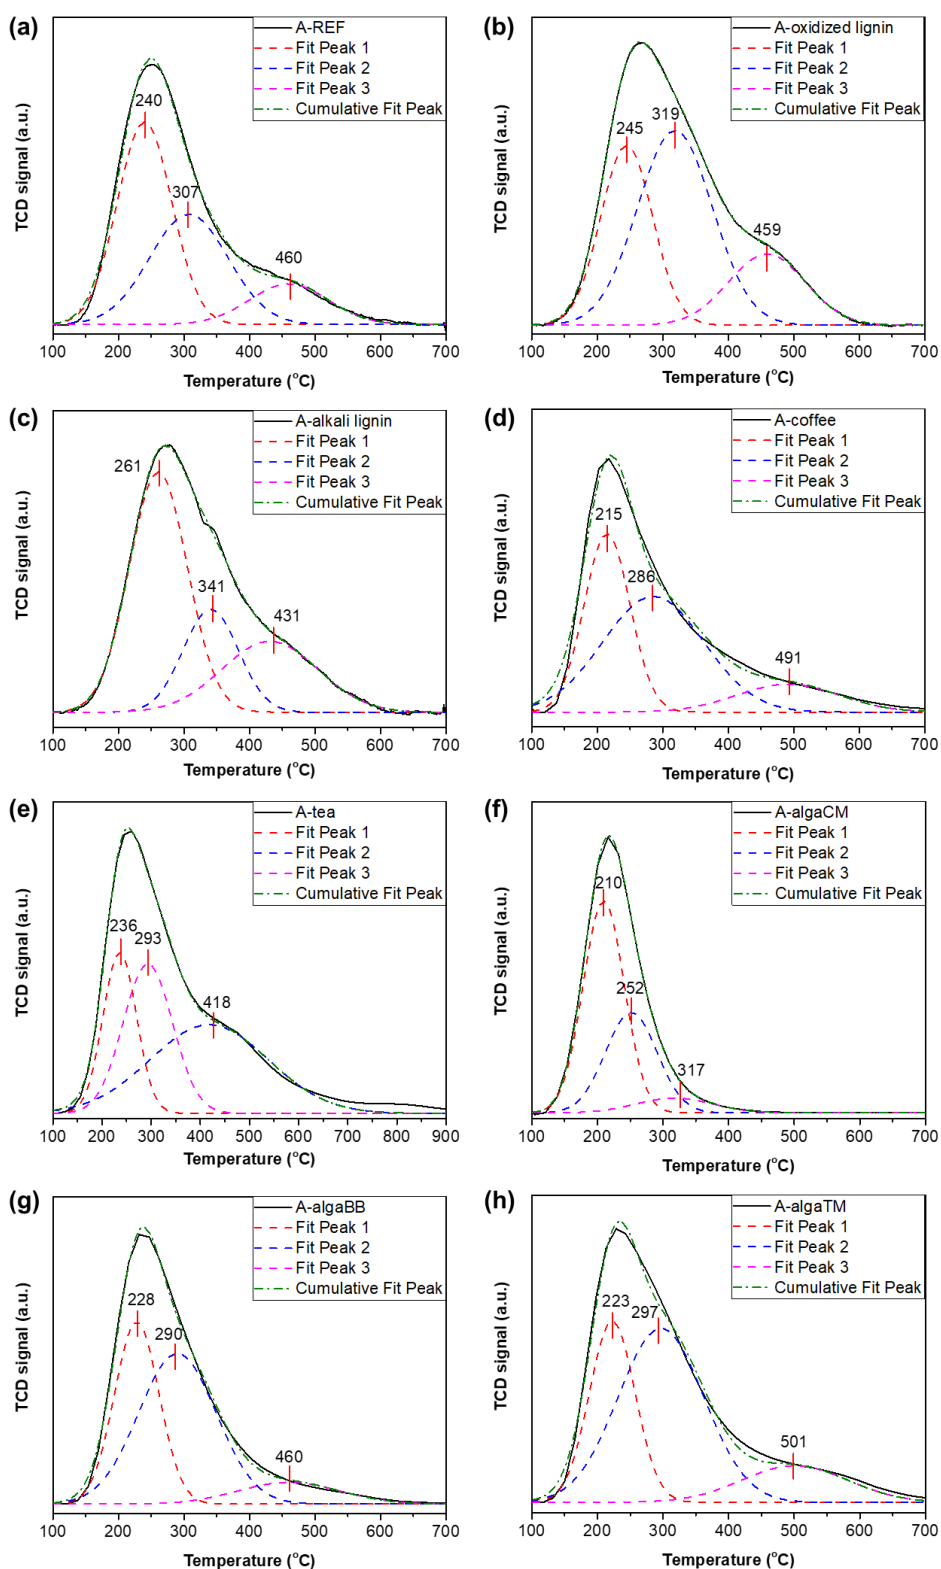 (a)
A-REF
Fit Peak 1
Fit Peak 2
Fit Peak 3
Cumulative Fit Peak
240
307
460
TCD signal (a.u.)
100 200 300 400 500 600 700
Temperature (°C)
(b)
A-oxidized lignin
Fit Peak 1
Fit Peak 2
Fit Peak 3
Cumulative Fit Peak
245
319
459
TCD signal (a.u.)
100 200 300 400 500 600 700
Temperature (°C)
(c)
A-alkali lignin
Fit Peak 1
Fit Peak 2
Fit Peak 3
Cumulative Fit Peak
261
341
431
TCD signal (a.u.)
100 200 300 400 500 600 700
Temperature (°C)
(d)
A-coffee
Fit Peak 1
Fit Peak 2
Fit Peak 3
Cumulative Fit Peak
215
286
491
TCD signal (a.u.)
100 200 300 400 500 600 700
Temperature (°C)
(e)
A-tea
Fit Peak 1
Fit Peak 2
Fit Peak 3
Cumulative Fit Peak
236
293
418
TCD signal (a.u.)
100 200 300 400 500 600 700 800 900
Temperature (°C)
(f)
A-algaCM
Fit Peak 1
Fit Peak 2
Fit Peak 3
Cumulative Fit Peak
210
252
317
TCD signal (a.u.)
100 200 300 400 500 600 700
Temperature (°C)
(g)
A-algaBB
Fit Peak 1
Fit Peak 2
Fit Peak 3
Cumulative Fit Peak
228
290
460
TCD signal (a.u.)
100 200 300 400 500 600 700
Temperature (°C)
(h)
A-algaTM
Fit Peak 1
Fit Peak 2
Fit Peak 3
Cumulative Fit Peak
223
297
501
TCD signal (a.u.)
100 200 300 400 500 600 700
Temperature (°C)